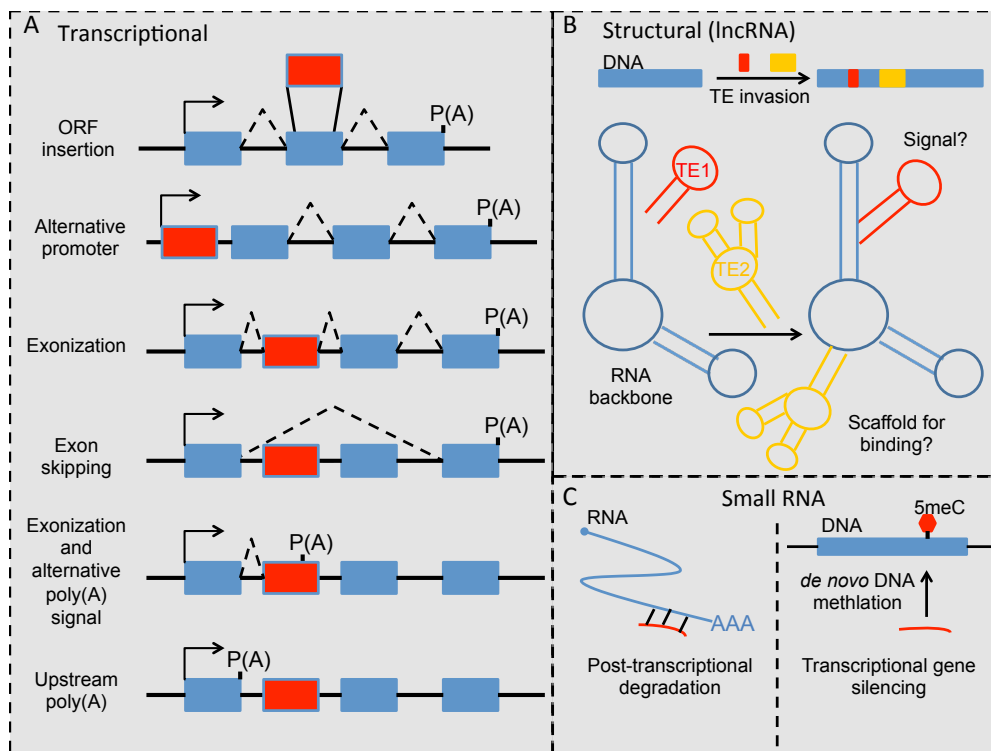 A
Transcriptional
P(A)
ORF
insertion
P(A)
Alternative
promoter
P(A)
Exonization
P(A)
Exon
skipping
Exonization
and
alternative
poly(A)
signal
P(A)
P(A)
Upstream
poly(A)
B
Structural (lncRNA)
DNA
TE invasion
Signal?
TE1
TE2
RNA
backbone
Scaffold for
binding?
C
Small RNA
RNA
AAA
Post-transcriptional
degradation
5meC
DNA
de novo DNA
methlation
Transcriptional gene
silencing